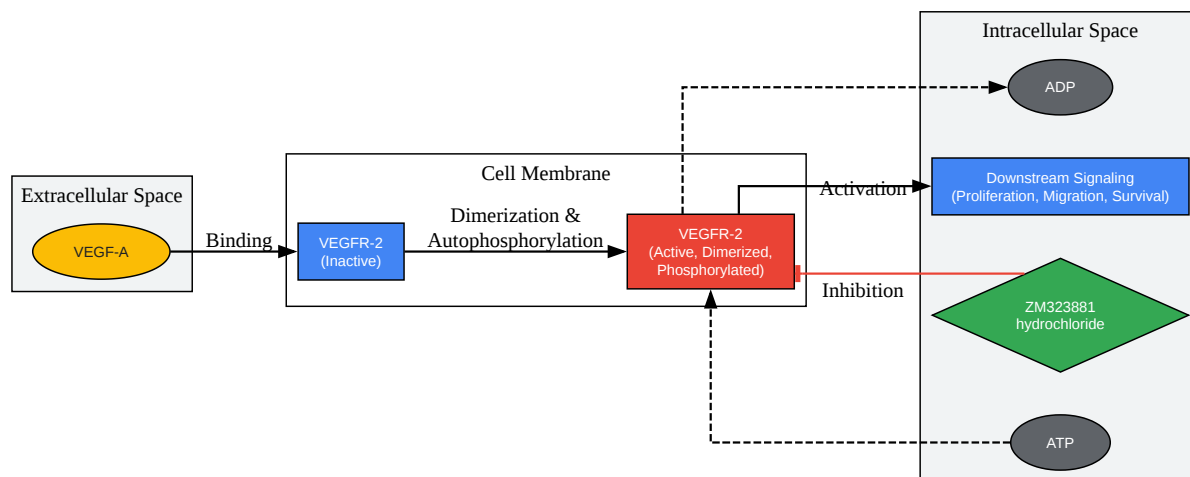 Extracellular Space
VEGF-A
Binding
Cell Membrane
VEGFR-2
(Inactive)
Dimerization &
Autophosphorylation
VEGFR-2
(Active, Dimerized,
Phosphorylated)
Activation
Inhibition
Intracellular Space
ADP
Downstream Signaling
(Proliferation, Migration, Survival)
ZM323881
hydrochloride
ATP